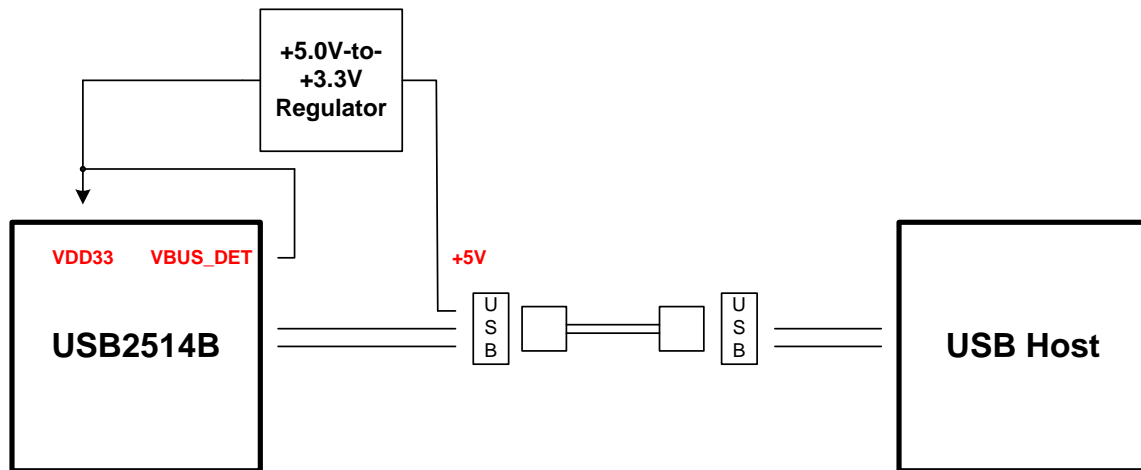 +5.0V-to-
+3.3V
Regulator
VDD33
VBUS_DET
+5V
USB2514B
U
S
B
U
S
B
USB Host